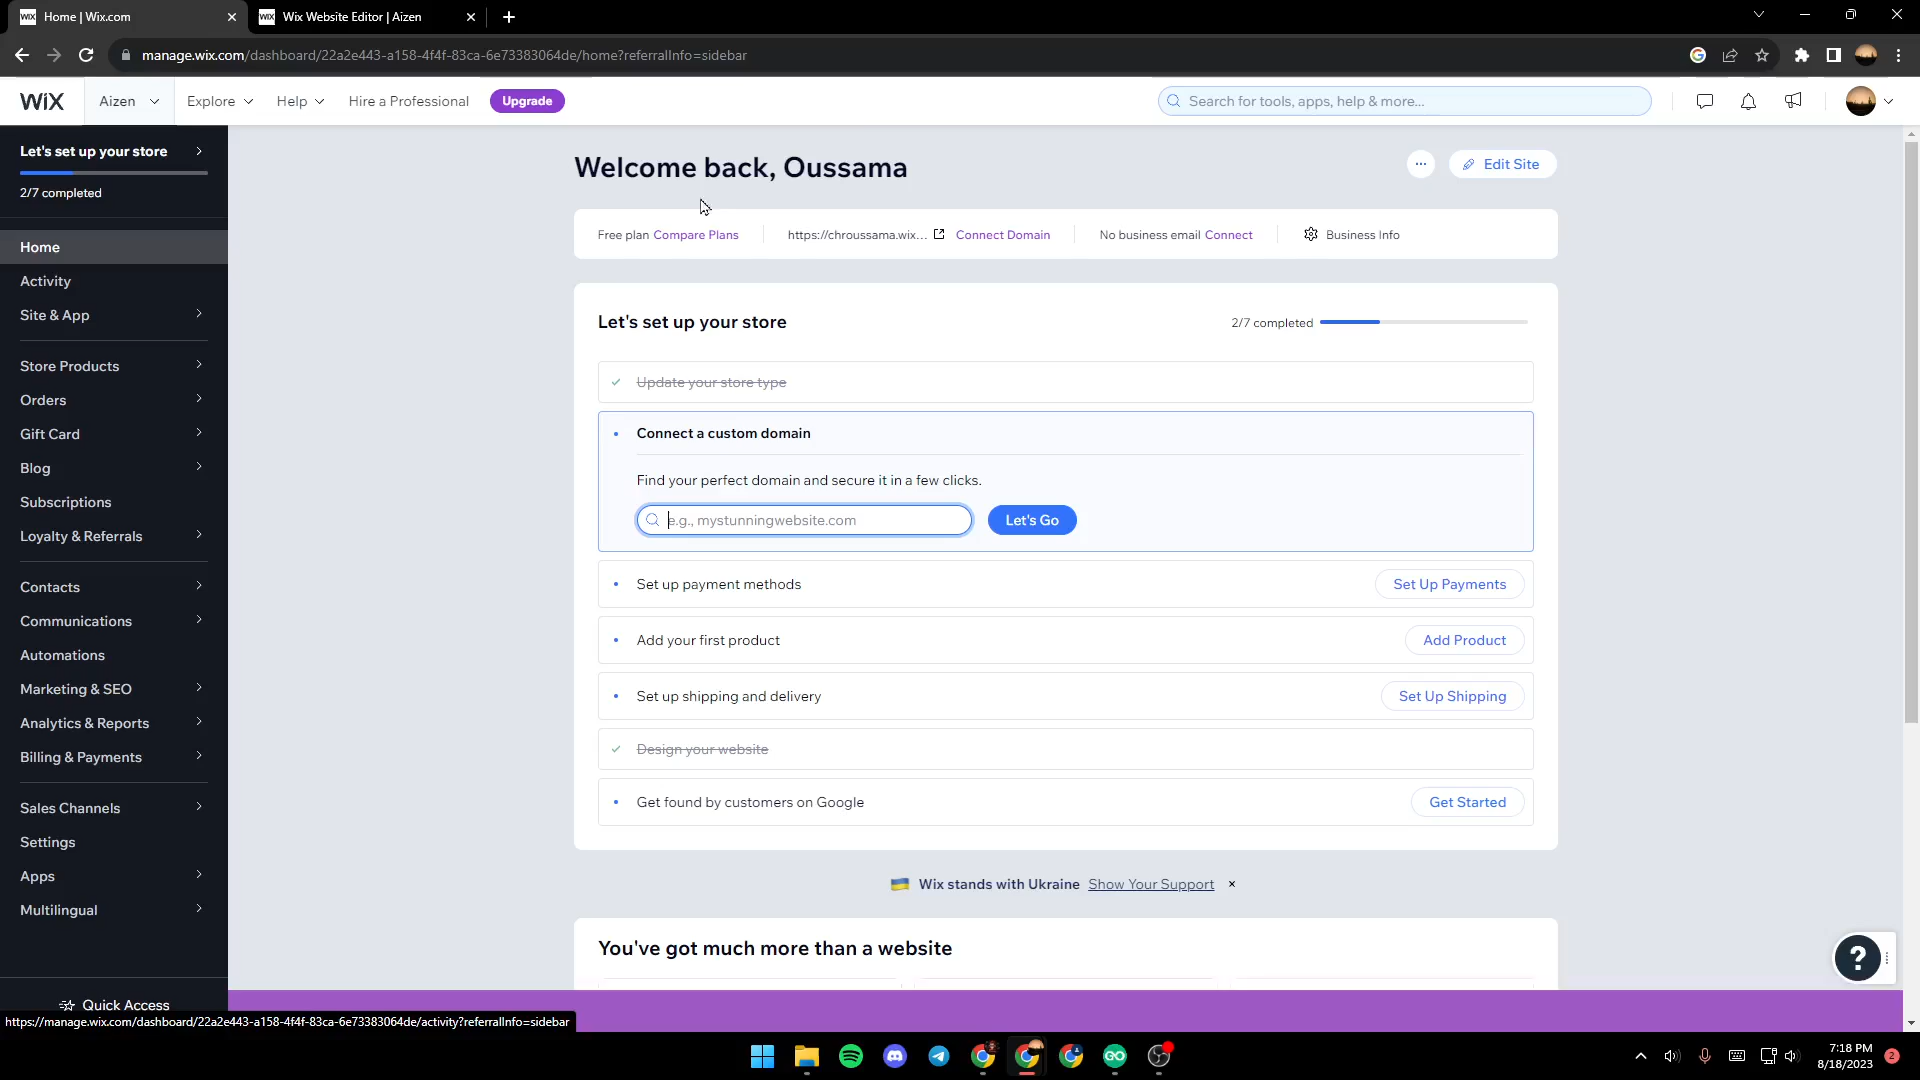 Home | Wix.com
Wix Website Editor | Aizen
manage.wix.com/dashboard/22a2e443-a158-4f4f-83ca-6e73383064de/home?referralInfo=sidebar
WiX
Aizen
Explore
Help
Hire a Professional
Upgrade
Search for tools, apps, help & more...
Let's set up your store
2/7 completed
Home
Activity
Site & App
Store Products
Orders
Gift Card
Blog
Subscriptions
Loyalty & Referrals
Contacts
Communications
Automations
Marketing & SEO
Analytics & Reports
Billing & Payments
Sales Channels
Settings
Apps
Multilingual
Quick Access
https://manage.wix.com/dashboard/22a2e443-a158-4f4f-83ca-6e73383064de/activity?referralInfo=sidebar
Welcome back, Oussama
...
Edit Site
Free plan Compare Plans
https://chroussama.wix... Connect Domain
No business email Connect
Business Info
Let's set up your store
2/7 completed
Update your store type
Connect a custom domain
Find your perfect domain and secure it in a few clicks.
e.g., mystunningwebsite.com
Let's Go
Set up payment methods
Set Up Payments
Add your first product
Add Product
Set up shipping and delivery
Set Up Shipping
Design your website
Get found by customers on Google
Get Started
Wix stands with Ukraine Show Your Support
You've got much more than a website
?
7:18 PM
8/18/2023
2